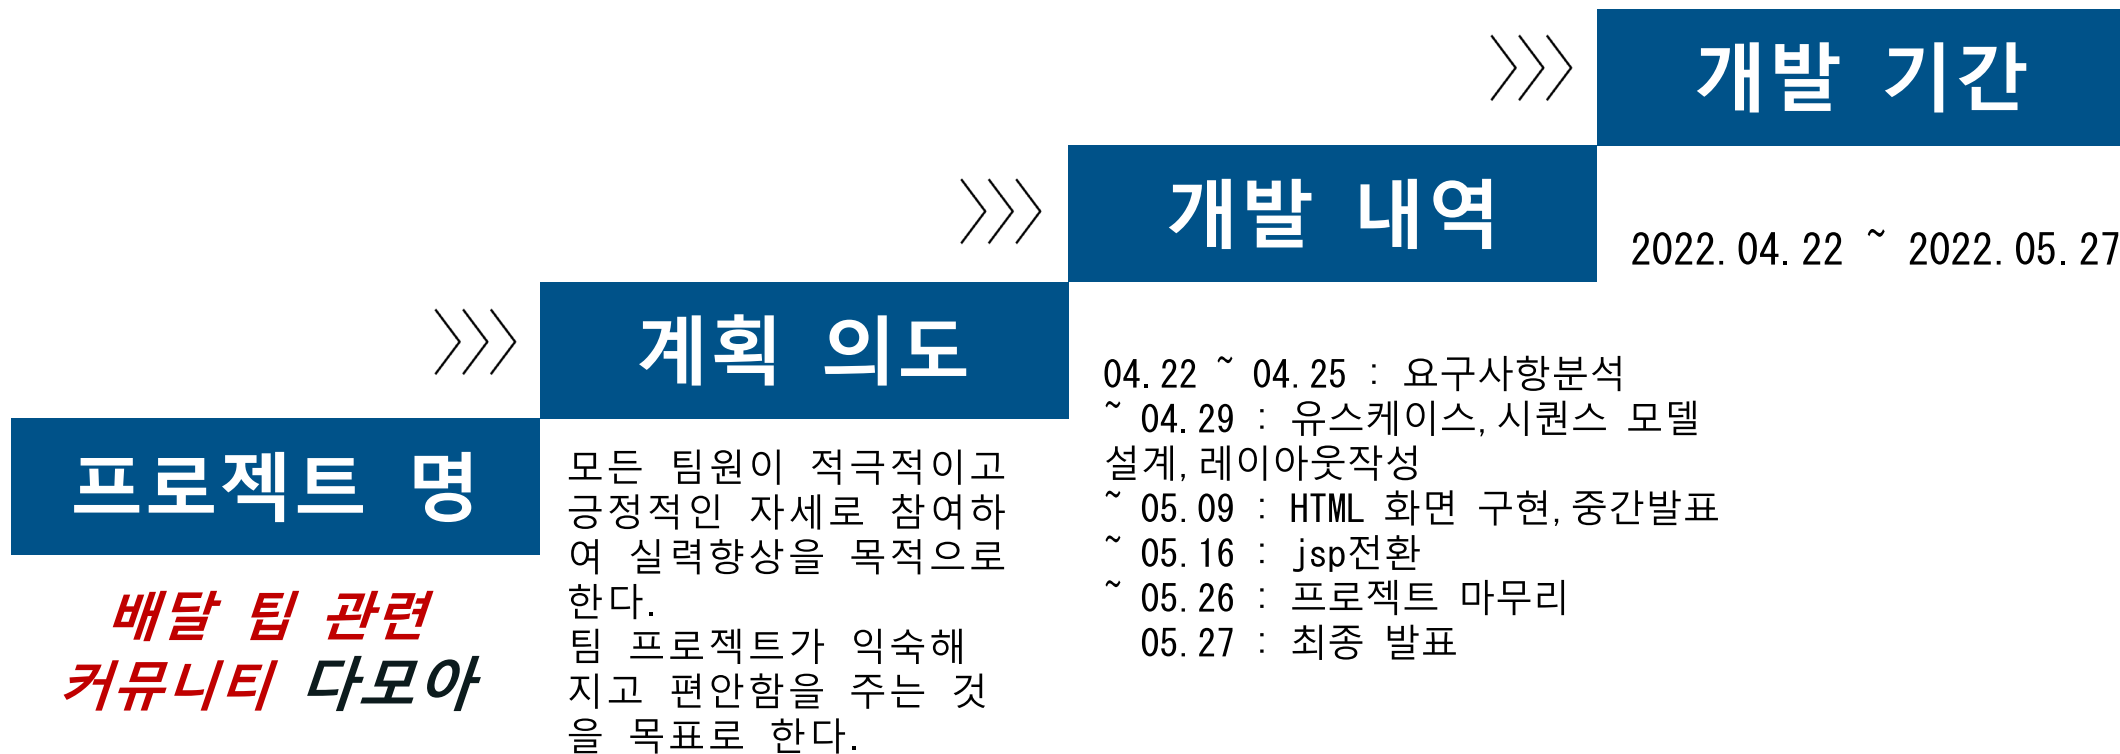 프로젝트 명
배달 팁 관련
커뮤니티 다모아
계획 의도
모든 팀원이 적극적이고
긍정적인 자세로 참여하
여 실력향상을 목적으로
한다.
팀 프로젝트가 익숙해
지고 편안함을 주는 것
을 목표로 한다.
개발 내역
04.22 ~ 04.25 : 요구사항분석
~ 04.29 : 유스케이스,시퀀스 모델
설계,레이아웃작성
~ 05.09 : HTML 화면 구현,중간발표
~ 05.16 : jsp전환
~ 05.26 : 프로젝트 마무리
05.27 : 최종 발표
개발 기간
2022.04.22 ~ 2022.05.27